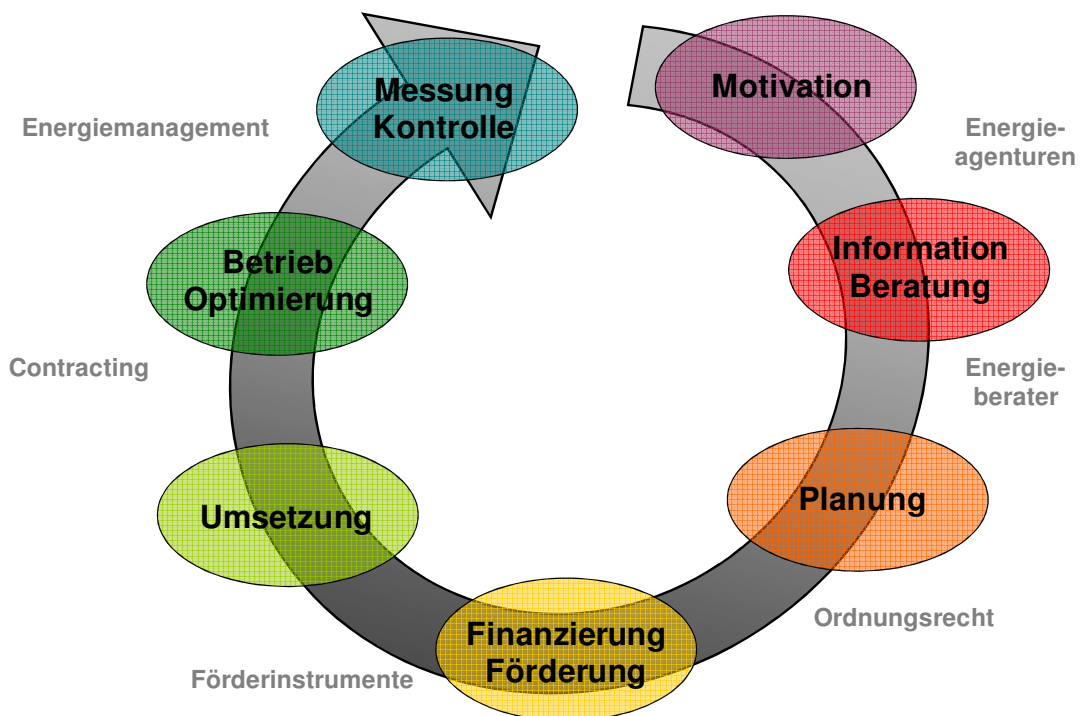 Motivation
Energie-
agenturen
Information
Beratung
Energie-
berater
Planung
Ordnungsrecht
Finanzierung
Förderung
Förderinstrumente
Umsetzung
Contracting
Betrieb
Optimierung
Energiemanagement
Messung
Kontrolle